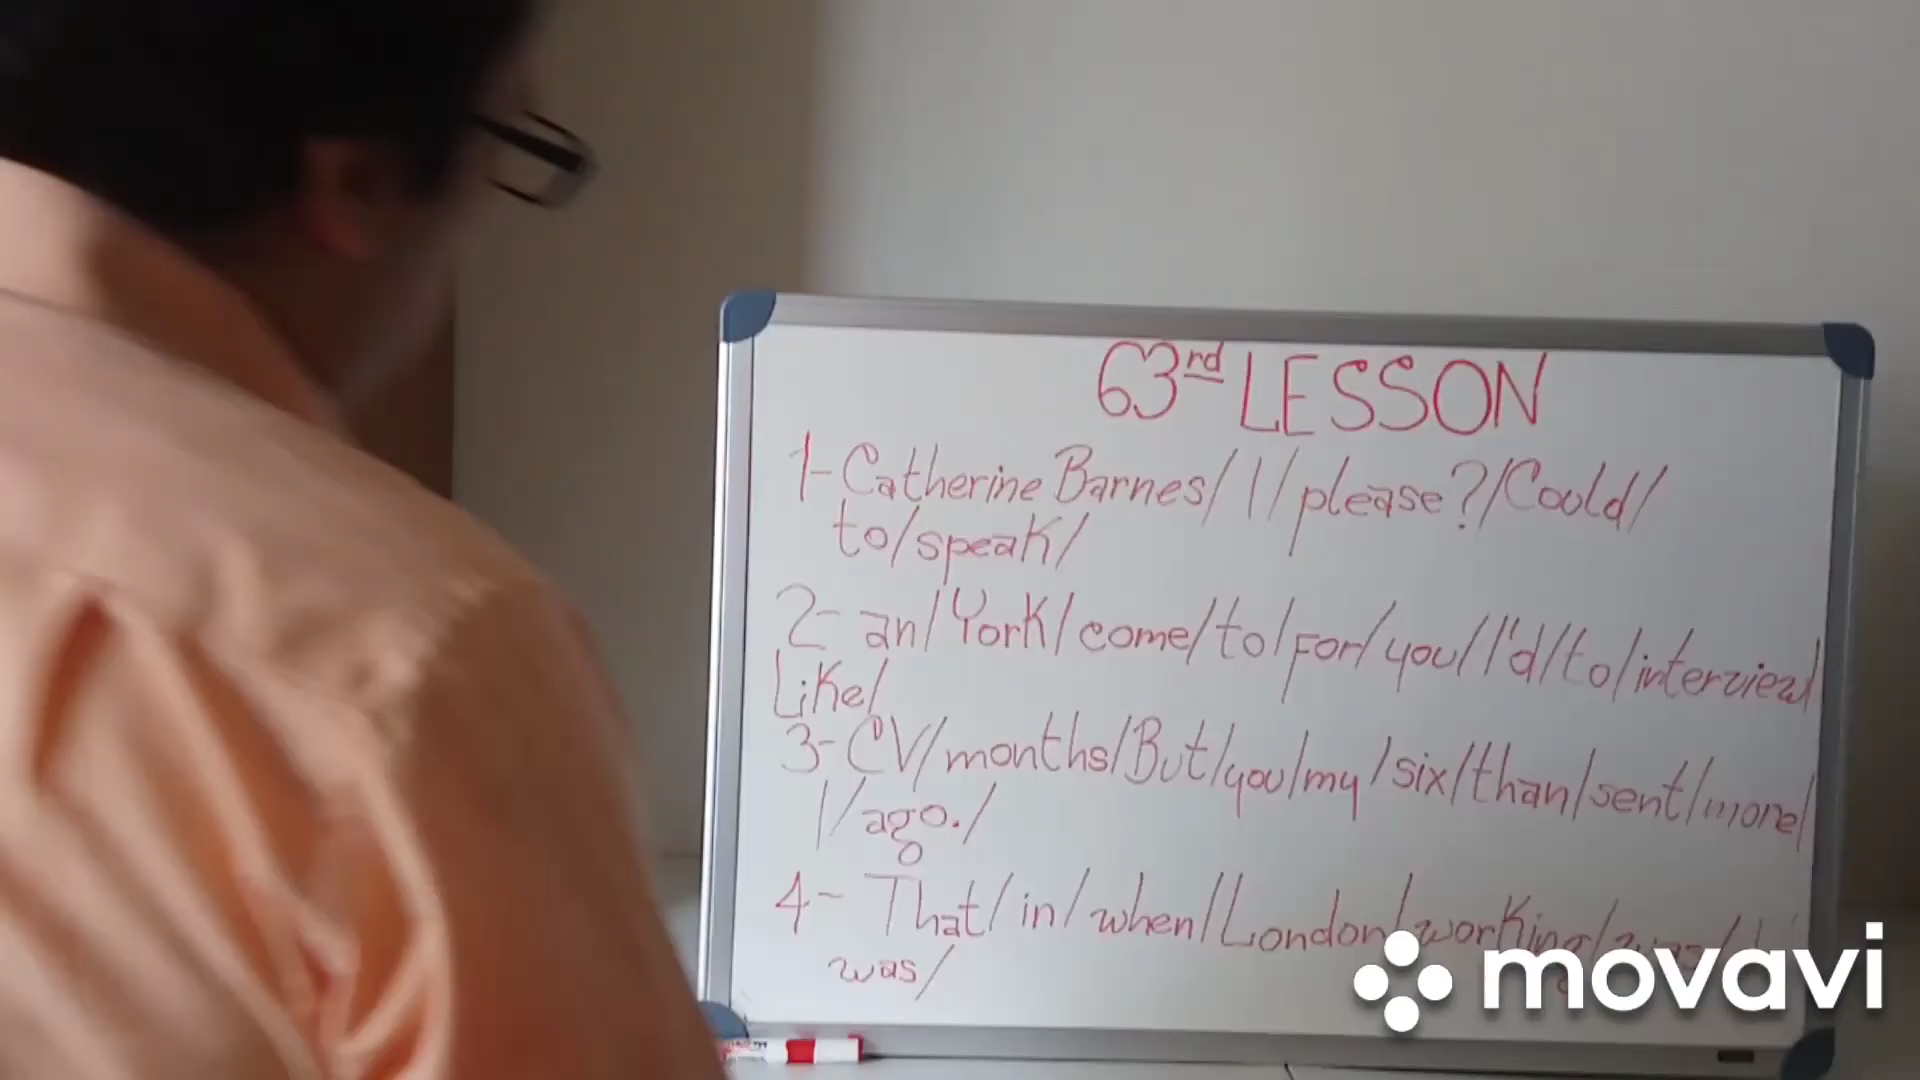 63rd LESSON
1- Catherine Barnes/I/please?/Could/
to/speak/
2- an/York/come/to/for/you/I'd/to/interview/
Like/
3- CV/months/But/you/my/six/than/sent/more/
I/ago./
4- That/in/when/London/working/was/
was/
movavi